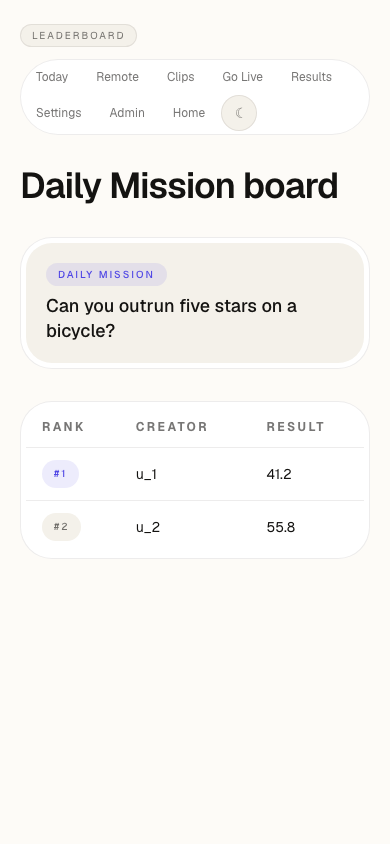 LEADERBOARD
Today Remote Clips Go Live Results
Settings Admin Home ☾
Daily Mission board
DAILY MISSION
Can you outrun five stars on a
bicycle?
RANK CREATOR RESULT
#1 u_1 41.2
#2 u_2 55.8